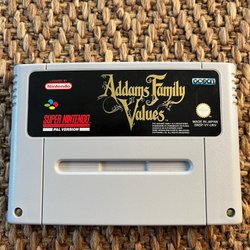 LICENSED BY
Nintendo
ocean
Addams Family
Values
SUPER NINTENDO
PAL VERSION
MADE IN JAPAN